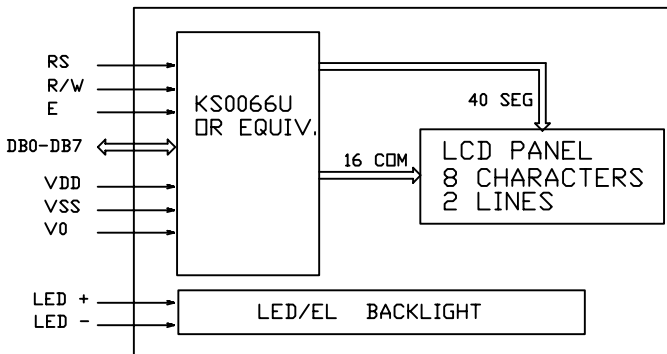 RS
R/W
E
DB0-DB7
VDD
VSS
V0
LED +
LED -
KS0066U
OR EQUIV.
40 SEG
16 COM
LCD PANEL
8 CHARACTERS
2 LINES
LED/EL BACKLIGHT